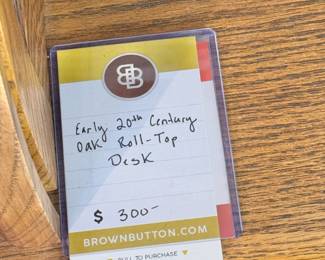 BB
Early 20th Century
Oak Roll-Top
Desk
$ 300-
BROWNBUTTON.COM
PULL TO PURCHASE